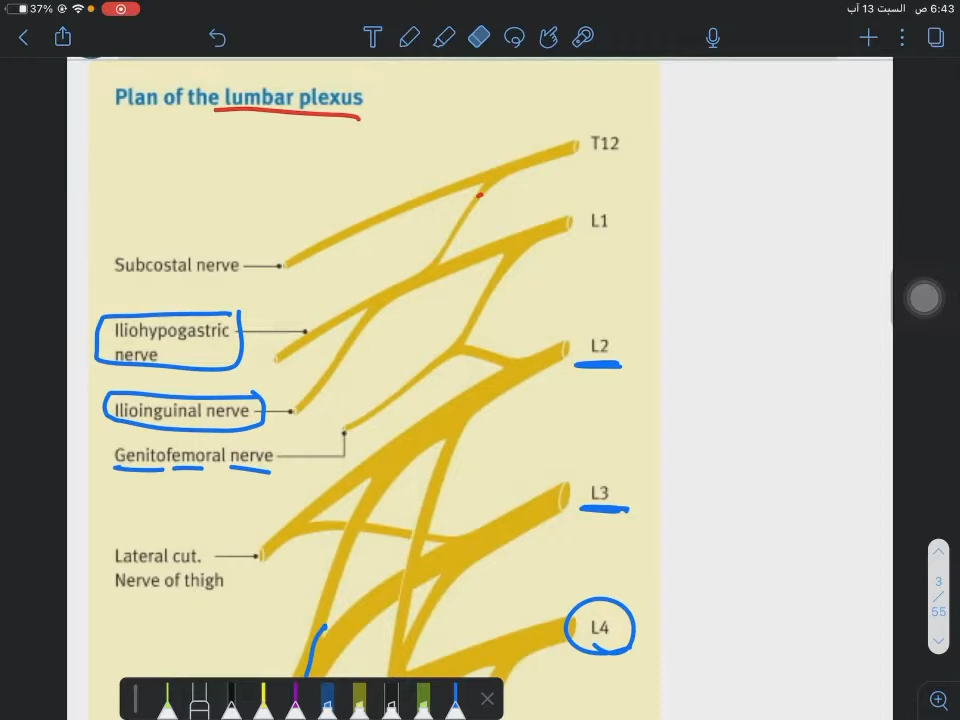 37%
السبت 13 آب 6:43 ص
Plan of the lumbar plexus
T12
L1
Subcostal nerve
Iliohypogastric
nerve
L2
Ilioinguinal nerve
Genitofemoral nerve
L3
Lateral cut.
Nerve of thigh
L4
3
/
55